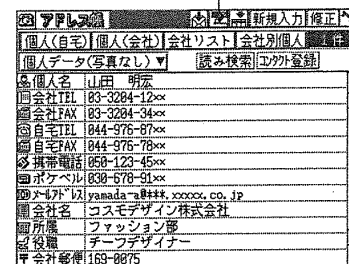 アドレス帳 新規入力 修正
個人(自宅) 個人(会社) 会社リスト 会社別個人 1件
個人データ(写真なし)▼ 読み検索 コンタクト登録
個人名 山田 明宏
会社TEL 03-3204-12××
会社FAX 03-3204-34××
自宅TEL 044-976-87××
自宅FAX 044-976-78××
携帯電話 050-123-45××
ポケベル 030-678-91××
メールアドレス yamada-a@***.xxxxx.co.jp
会社名 コスモデザイン株式会社
所属 ファッション部
役職 チーフデザイナー
〒会社郵便 169-0075